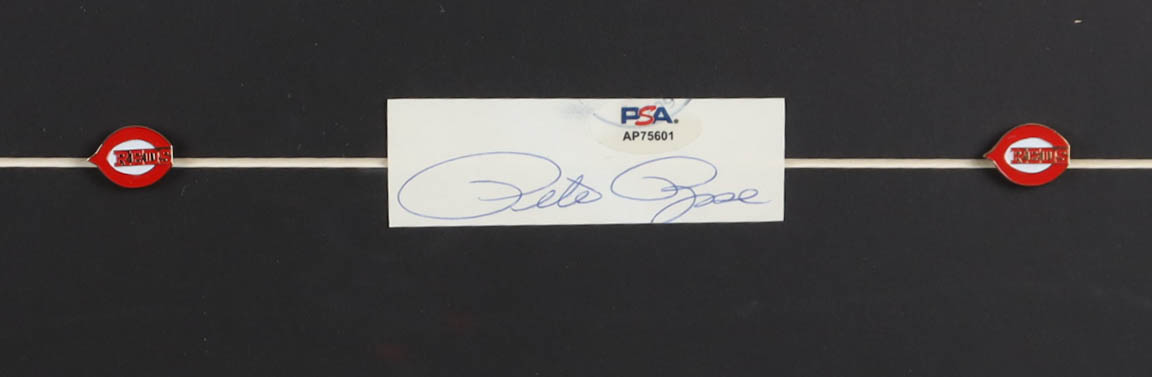 PSA
AP75601
REDS
Pete Rose
REDS